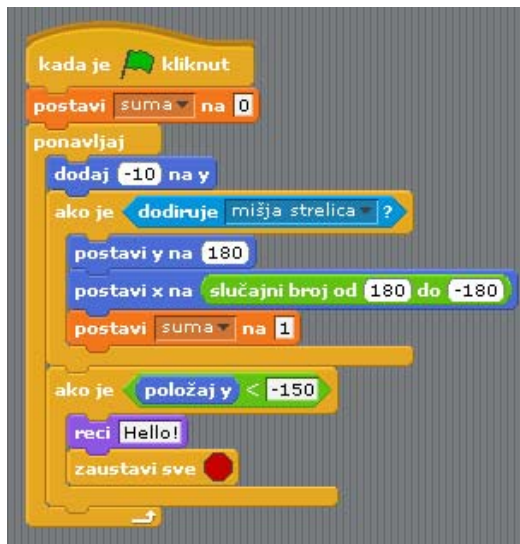 kada je kliknut
postavi suma na 0
ponavljaj
dodaj -10 na y
ako je dodiruje mišja strelica ?
postavi y na 180
postavi x na slučajni broj od 180 do -180
postavi suma na 1
ako je položaj y < -150
reci Hello!
zaustavi sve